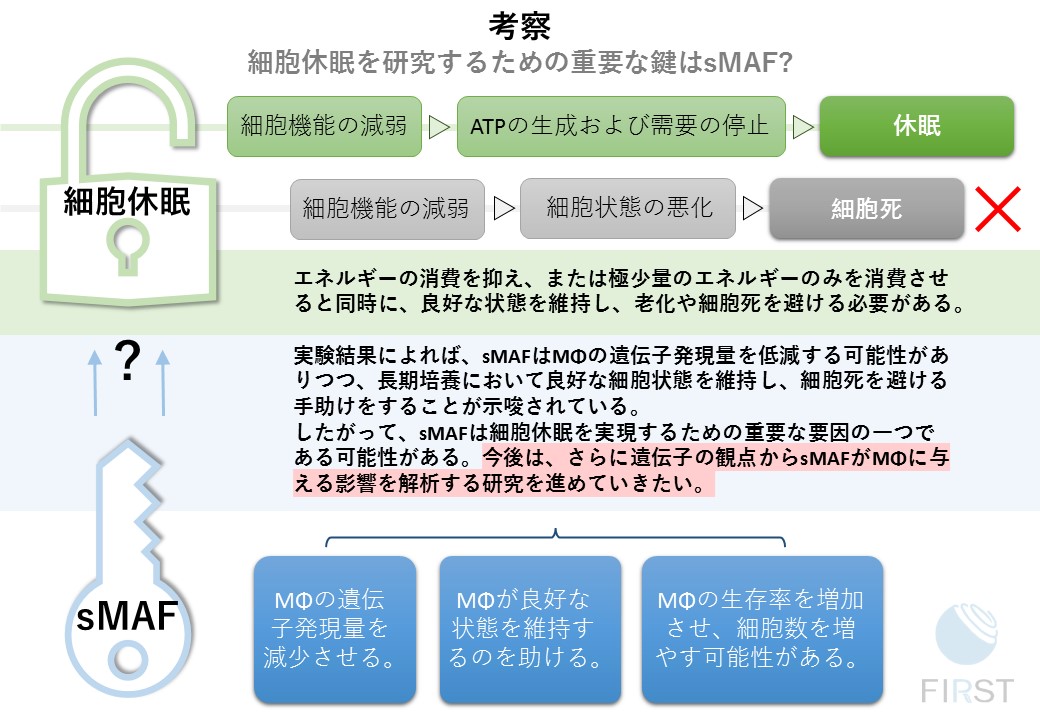 考察
細胞休眠を研究するための重要な鍵はsMAF?
細胞機能の減弱
ATPの生成および需要の停止
休眠
細胞休眠
細胞機能の減弱
細胞状態の悪化
細胞死
エネルギーの消費を抑え、または極少量のエネルギーのみを消費させ
ると同時に、良好な状態を維持し、老化や細胞死を避ける必要がある。
?
実験結果によれば、sMAFはMΦの遺伝子発現量を低減する可能性があ
りつつ、長期培養において良好な細胞状態を維持し、細胞死を避ける
手助けをすることが示唆されている。
したがって、sMAFは細胞休眠を実現するための重要な要因の一つで
ある可能性がある。今後は、さらに遺伝子の観点からsMAFがMΦに与
える影響を解析する研究を進めていきたい。
sMAF
MΦの遺伝
子発現量を
減少させる。
MΦが良好な
状態を維持す
るのを助ける。
MΦの生存率を増加
させ、細胞数を増
やす可能性がある。
FIRST